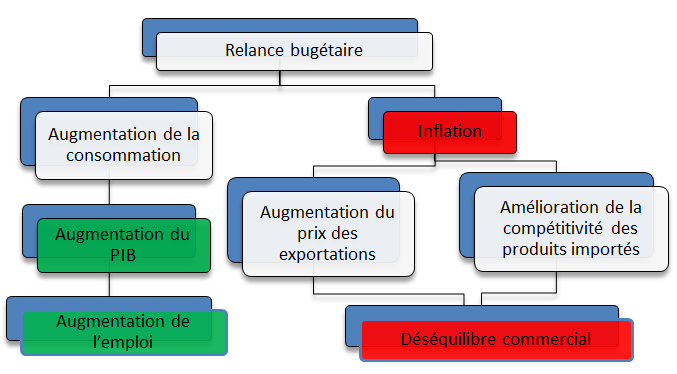 Relance bugétaire
Augmentation de la
consommation
Inflation
Augmentation du
prix des
exportations
Amélioration de la
compétitivité des
produits importés
Augmentation du
PIB
Augmentation de
l'emploi
Déséquilibre commercial